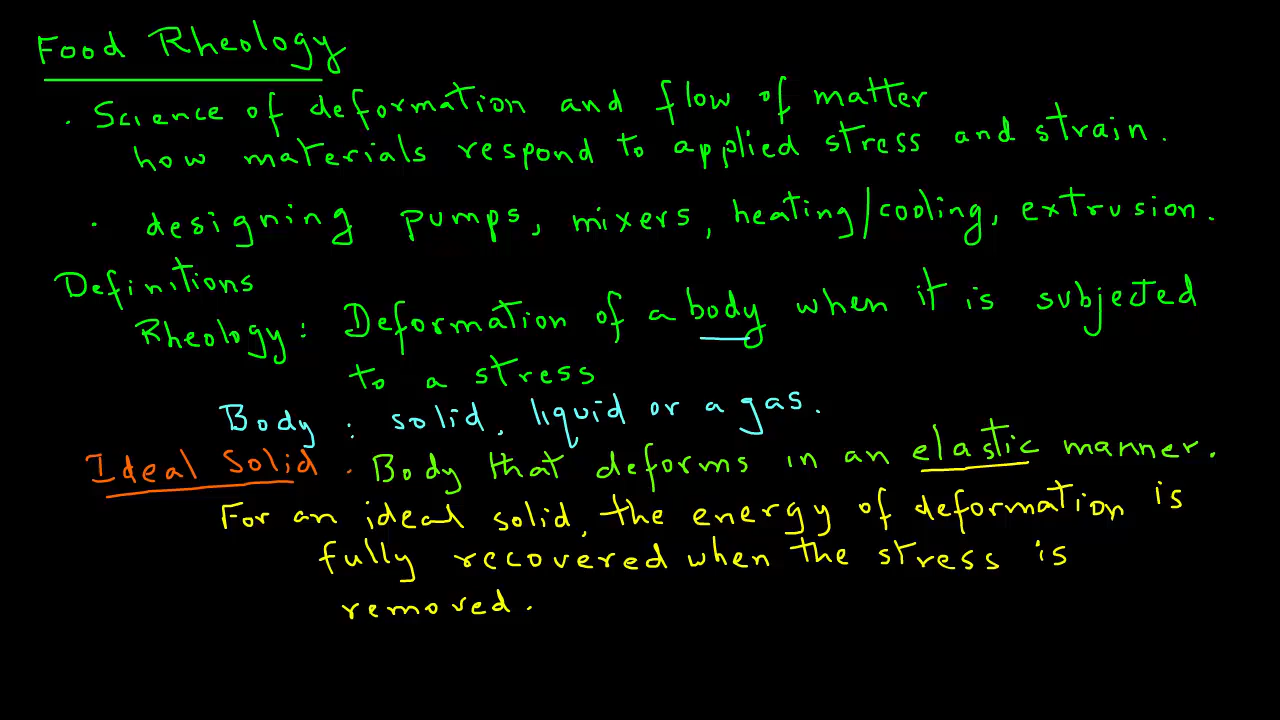 Food Rheology
. Science of deformation and flow of matter
how materials respond to applied stress and strain.
. designing pumps, mixers, heating/cooling, extrusion.
Definitions
Rheology: Deformation of a body when it is subjected
to a stress
Body: solid, liquid or a gas.
Ideal Solid . Body that deforms in an elastic manner.
For an ideal solid, the energy of deformation is
fully recovered when the stress is
removed.